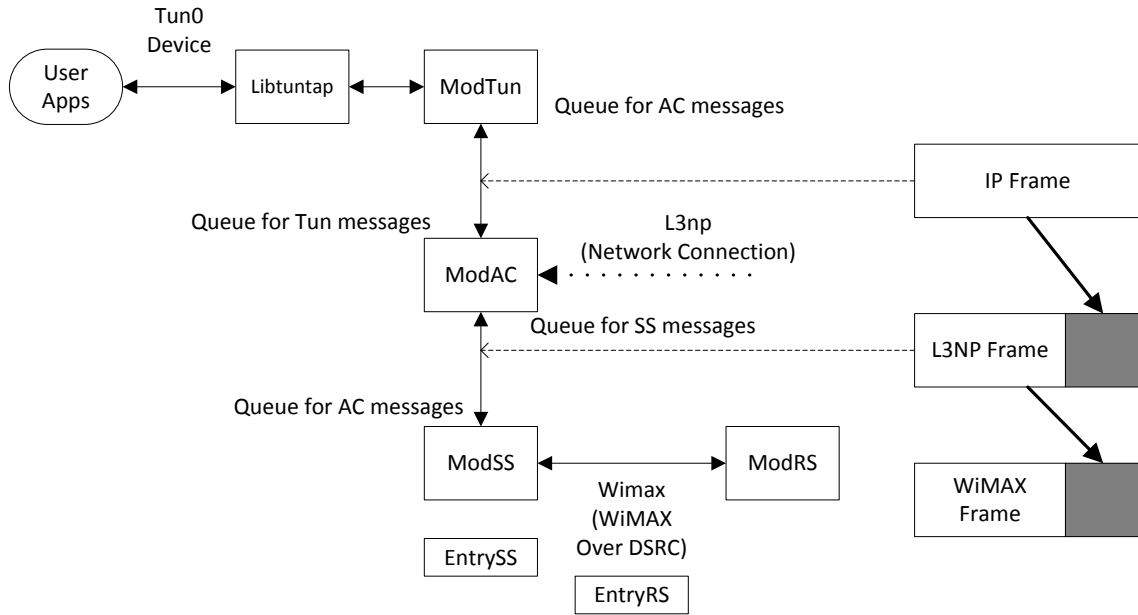 Tun0
Device
User
Apps
Libtuntap
ModTun
Queue for AC messages
IP Frame
Queue for Tun messages
L3np
(Network Connection)
ModAC
Queue for SS messages
L3NP Frame
Queue for AC messages
ModSS
ModRS
Wimax
(WiMAX
Over DSRC)
WiMAX
Frame
EntrySS
EntryRS